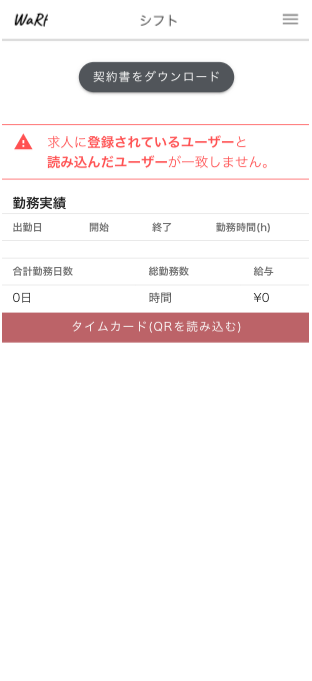 WaRt
シフト
契約書をダウンロード
求人に登録されているユーザーと
読み込んだユーザーが一致しません。
勤務実績
出勤日 開始 終了 勤務時間(h)
合計勤務日数 総勤務数 給与
0日 時間 ¥0
タイムカード(QRを読み込む)